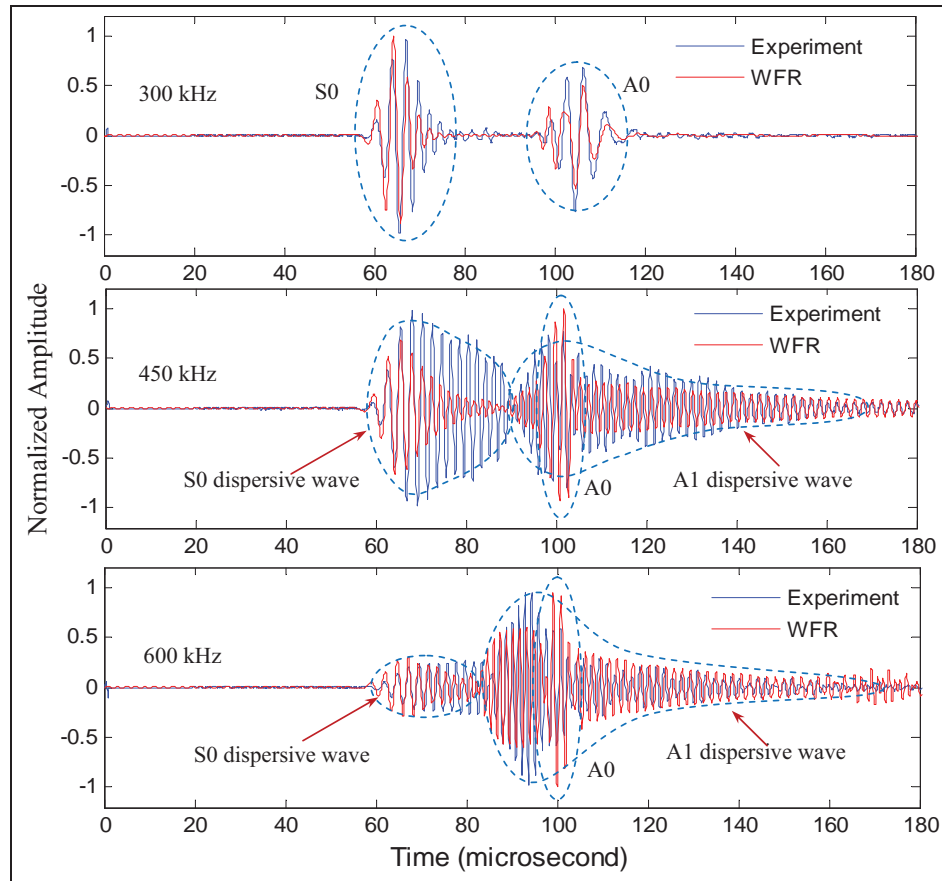 1
0.5
0
-0.5
-1
300 kHz
S0
A0
Experiment
WFR
0 20 40 60 80 100 120 140 160 180
Normalized Amplitude
1
0.5
0
-0.5
-1
450 kHz
Experiment
WFR
S0 dispersive wave
A0
A1 dispersive wave
0 20 40 60 80 100 120 140 160 180
1
0.5
0
-0.5
-1
600 kHz
Experiment
WFR
S0 dispersive wave
A0
A1 dispersive wave
0 20 40 60 80 100 120 140 160 180
Time (microsecond)